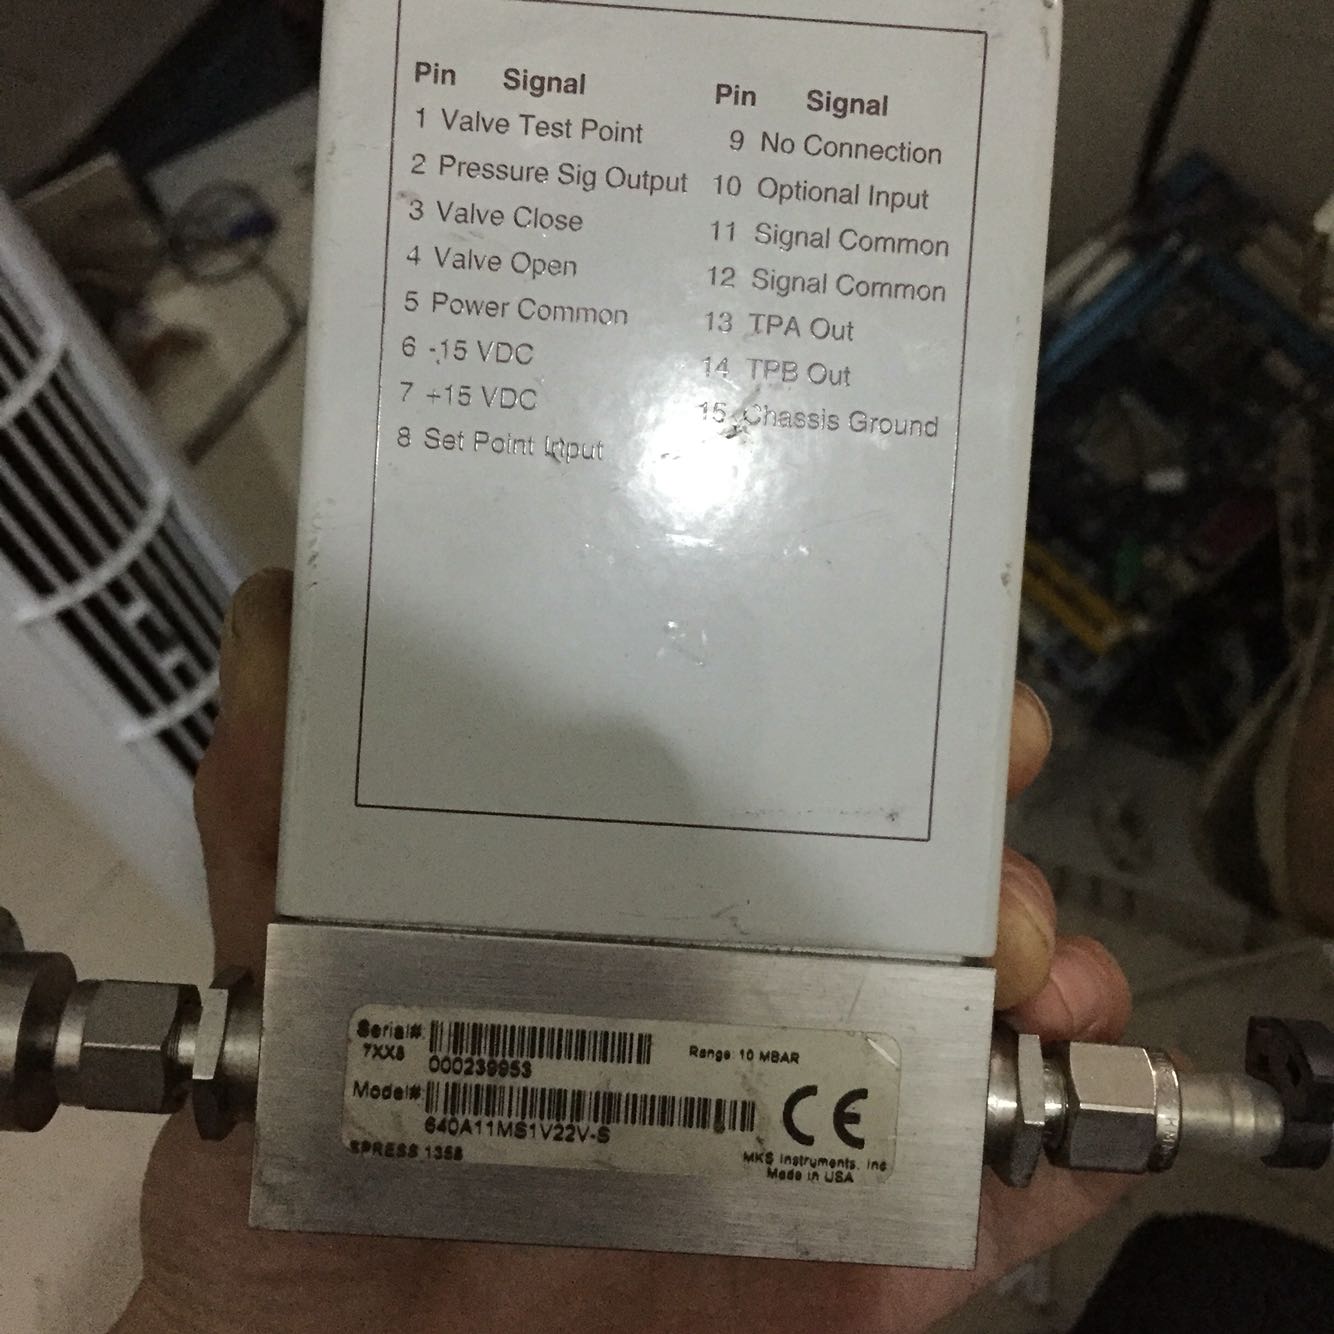 Pin Signal
1 Valve Test Point
2 Pressure Sig Output
3 Valve Close
4 Valve Open
5 Power Common
6 -15 VDC
7 +15 VDC
8 Set Point Input
Pin Signal
9 No Connection
10 Optional Input
11 Signal Common
12 Signal Common
13 TPA Out
14 TPB Out
15 Chassis Ground
Serial#:
7XX8
000239953
Range: 10 MBAR
Model#:
640A11MS1V22V-S
XPRESS 1358
CE
MKS Instruments, Inc
Made in USA